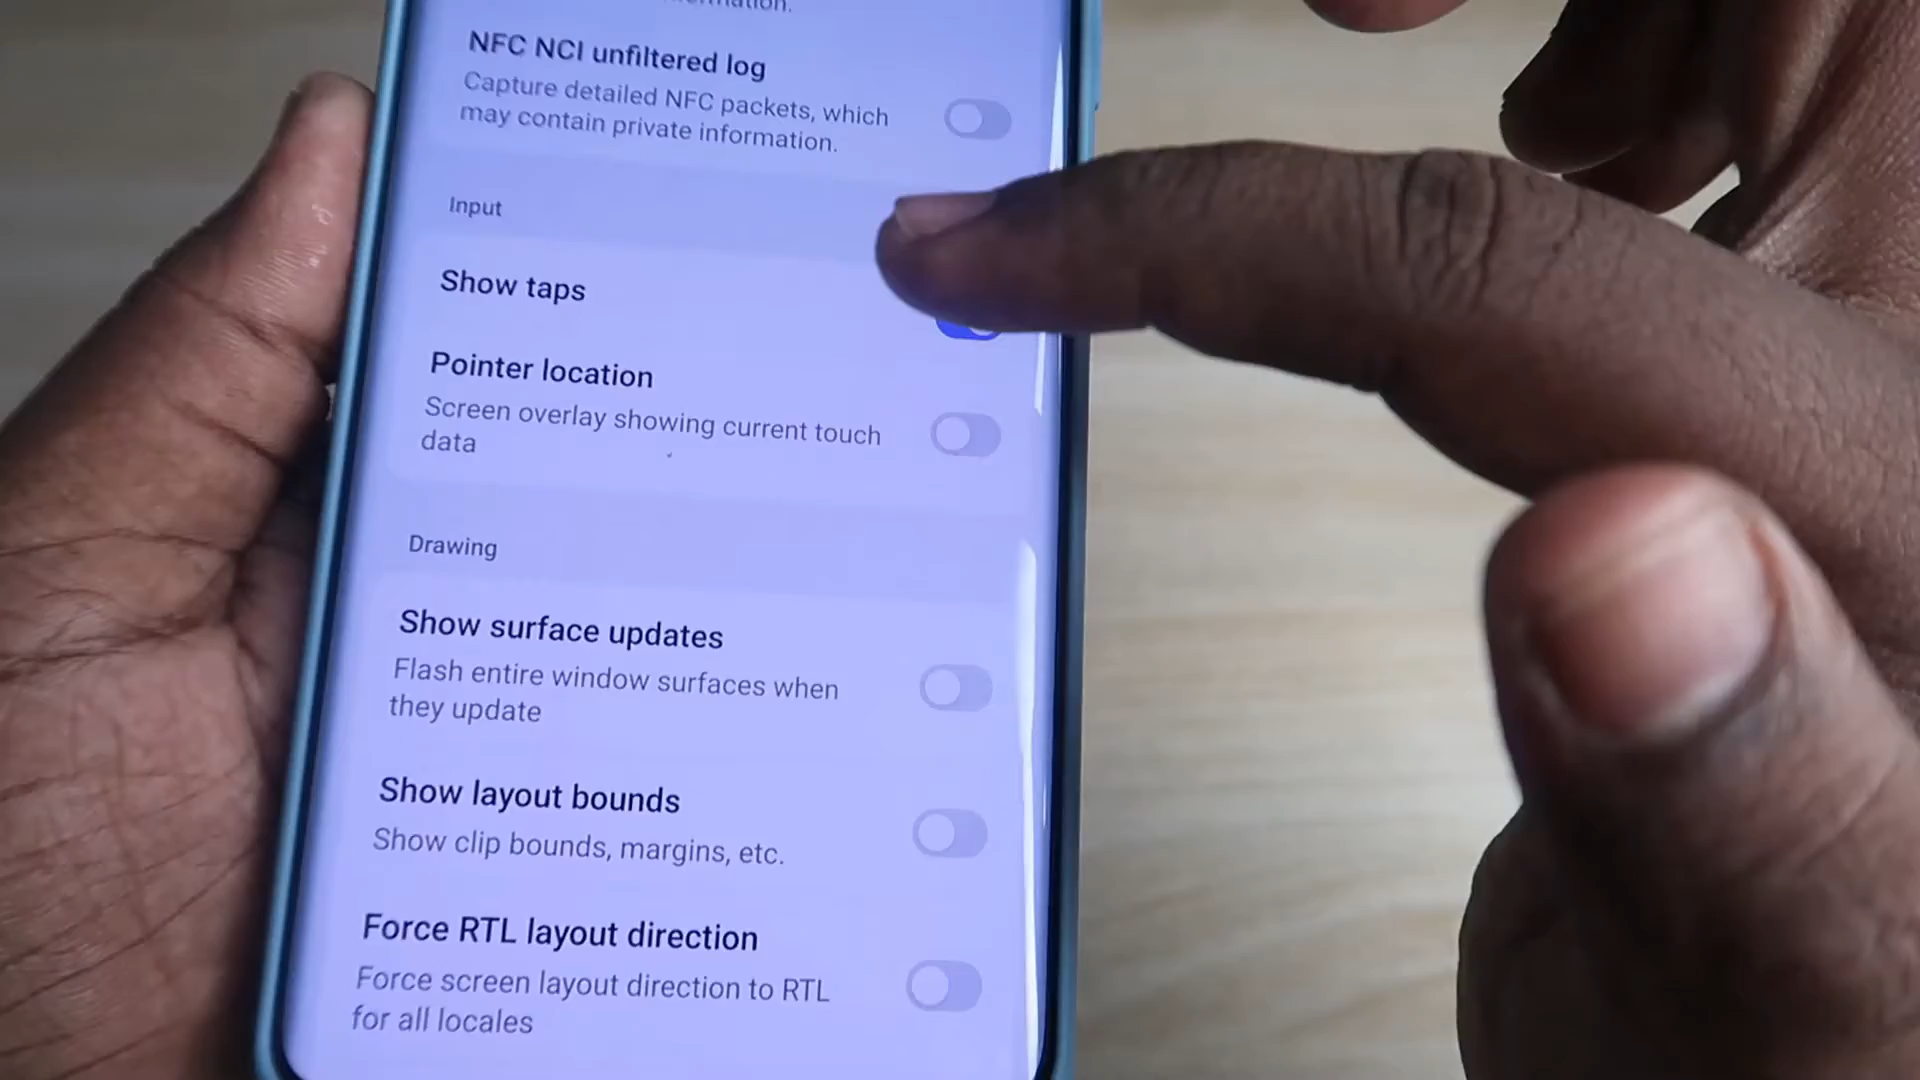 NFC NCI unfiltered log
Capture detailed NFC packets, which
may contain private information.
Input
Show taps
Pointer location
Screen overlay showing current touch
data
Drawing
Show surface updates
Flash entire window surfaces when
they update
Show layout bounds
Show clip bounds, margins, etc.
Force RTL layout direction
Force screen layout direction to RTL
for all locales